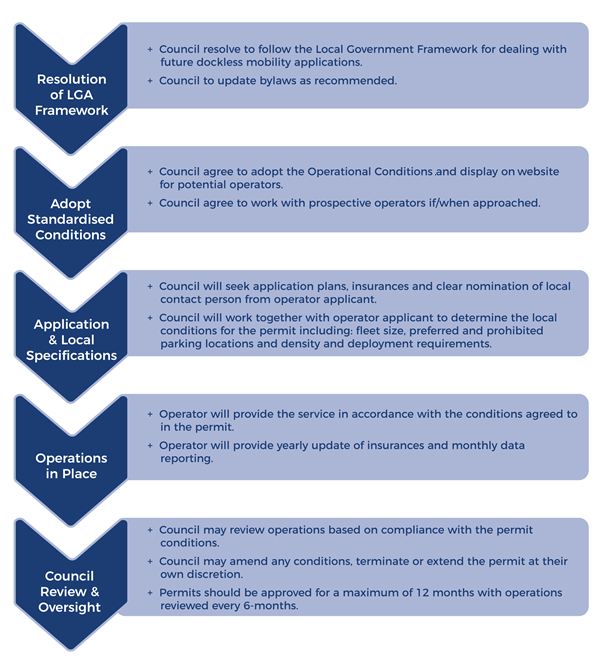 Resolution
of LGA
Framework
+ Council resolve to follow the Local Government Framework for dealing with
future dockless mobility applications.
+ Council to update bylaws as recommended.
Adopt
Standardised
Conditions
+ Council agree to adopt the Operational Conditions and display on website
for potential operators.
+ Council agree to work with prospective operators if/when approached.
Application
& Local
Specifications
+ Council will seek application plans, insurances and clear nomination of local
contact person from operator applicant.
+ Council will work together with operator applicant to determine the local
conditions for the permit including: fleet size, preferred and prohibited
parking locations and density and deployment requirements.
Operations
in Place
+ Operator will provide the service in accordance with the conditions agreed to
in the permit.
+ Operator will provide yearly update of insurances and monthly data
reporting.
Council
Review &
Oversight
+ Council may review operations based on compliance with the permit
conditions.
+ Council may amend any conditions, terminate or extend the permit at their
own discretion.
+ Permits should be approved for a maximum of 12 months with operations
reviewed every 6-months.